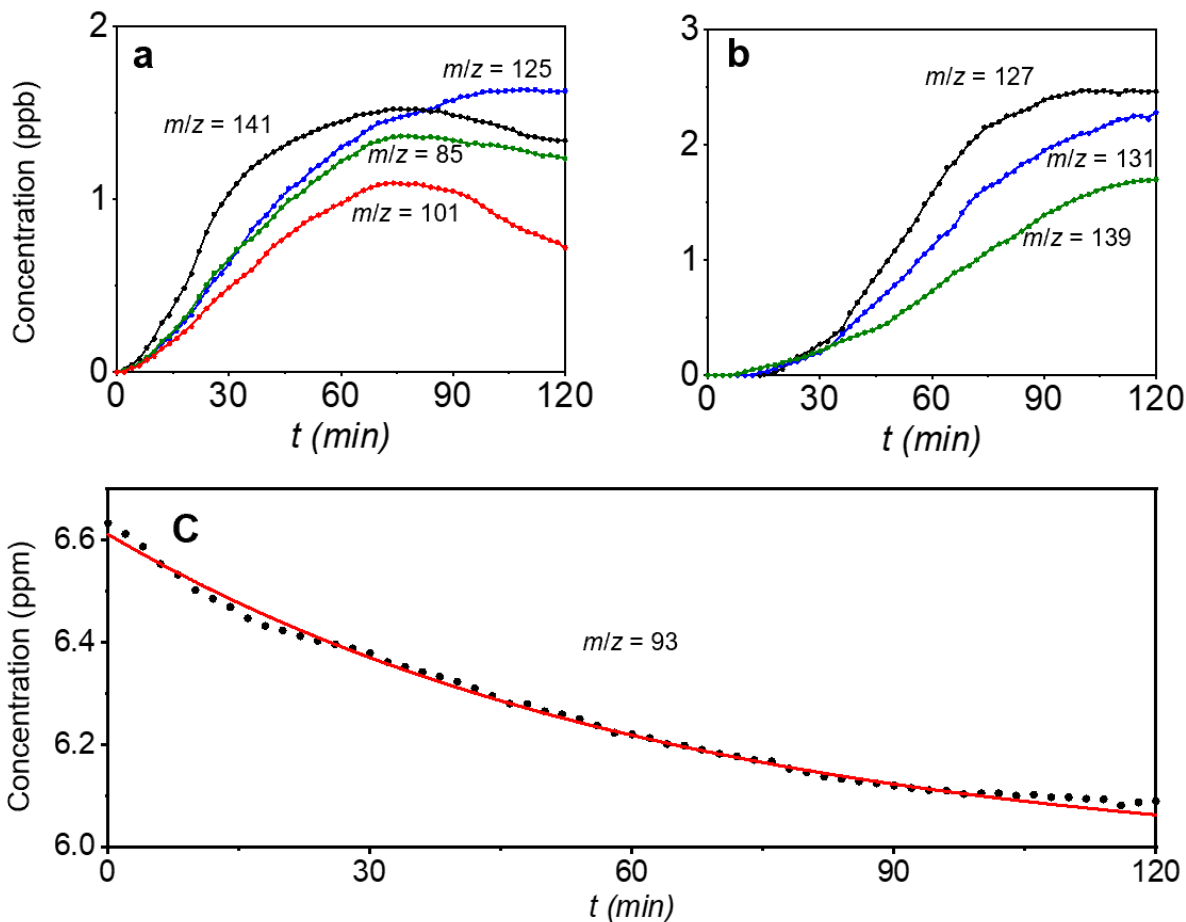 a
Concentration (ppb)
2
1
0
m/z = 125
m/z = 141
m/z = 85
m/z = 101
0 30 60 90 120
t (min)
b
3
2
1
0
m/z = 127
m/z = 131
m/z = 139
0 30 60 90 120
t (min)
C
Concentration (ppm)
6.6
6.4
6.2
6.0
m/z = 93
0 30 60 90 120
t (min)